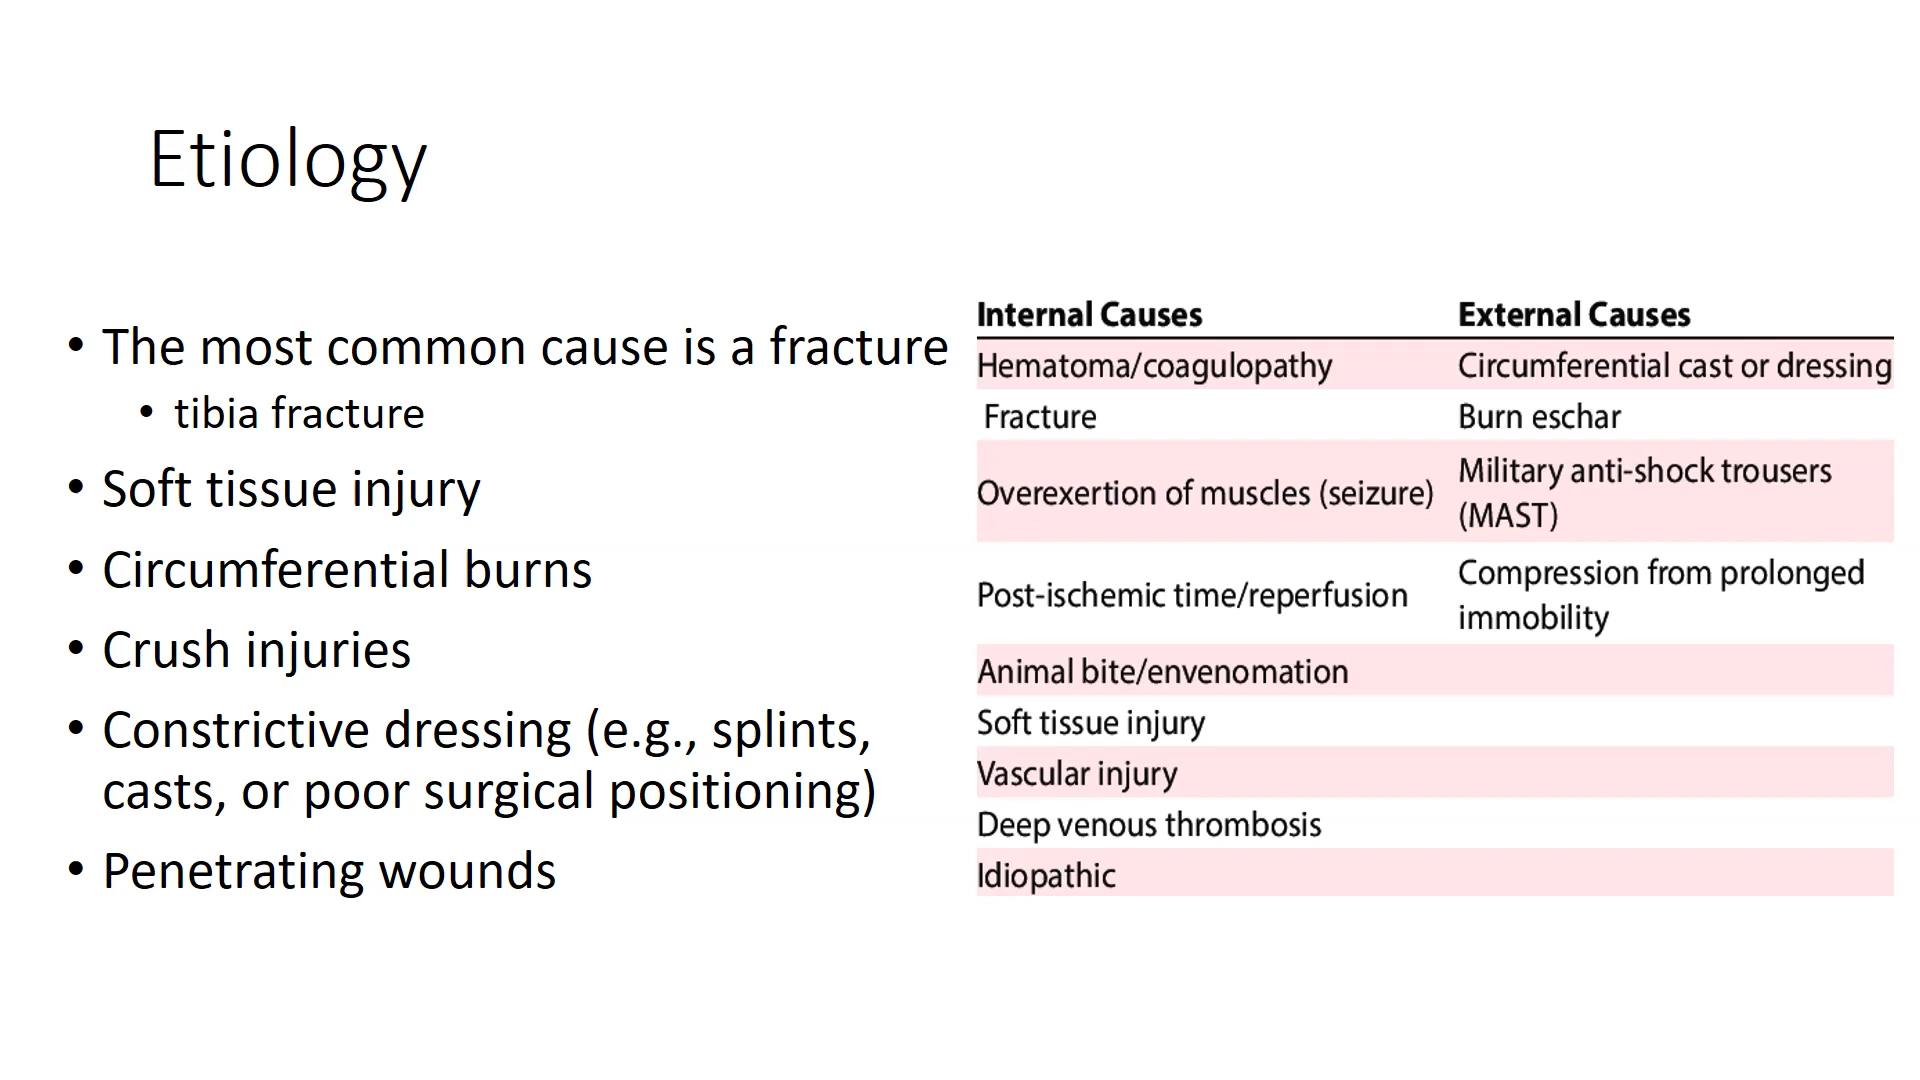 Etiology
• The most common cause is a fracture
• tibia fracture
• Soft tissue injury
• Circumferential burns
• Crush injuries
• Constrictive dressing (e.g., splints,
casts, or poor surgical positioning)
• Penetrating wounds
Internal Causes External Causes
Hematoma/coagulopathy Circumferential cast or dressing
Fracture Burn eschar
Overexertion of muscles (seizure) Military anti-shock trousers
(MAST)
Post-ischemic time/reperfusion Compression from prolonged
immobility
Animal bite/envenomation
Soft tissue injury
Vascular injury
Deep venous thrombosis
Idiopathic